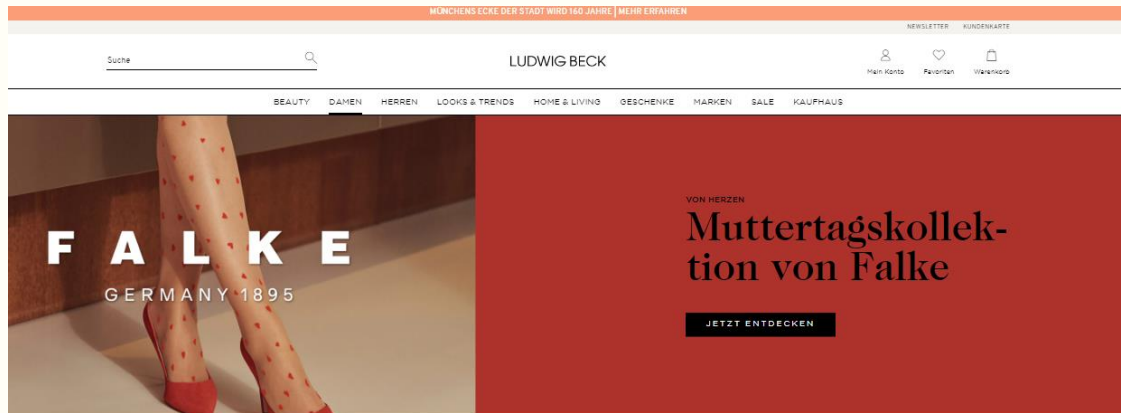 MÜNCHENS ECKE DER STADT WIRD 160 JAHRE | MEHR ERFAHREN
NEWSLETTER KUNDENKARTE
Suche
LUDWIG BECK
Mein Konto Favoriten Warenkorb
BEAUTY DAMEN HERREN LOOKS & TRENDS HOME & LIVING GESCHENKE MARKEN SALE KAUFHAUS
FALKE
GERMANY 1895
VON HERZEN
Muttertagskollek-
tion von Falke
JETZT ENTDECKEN